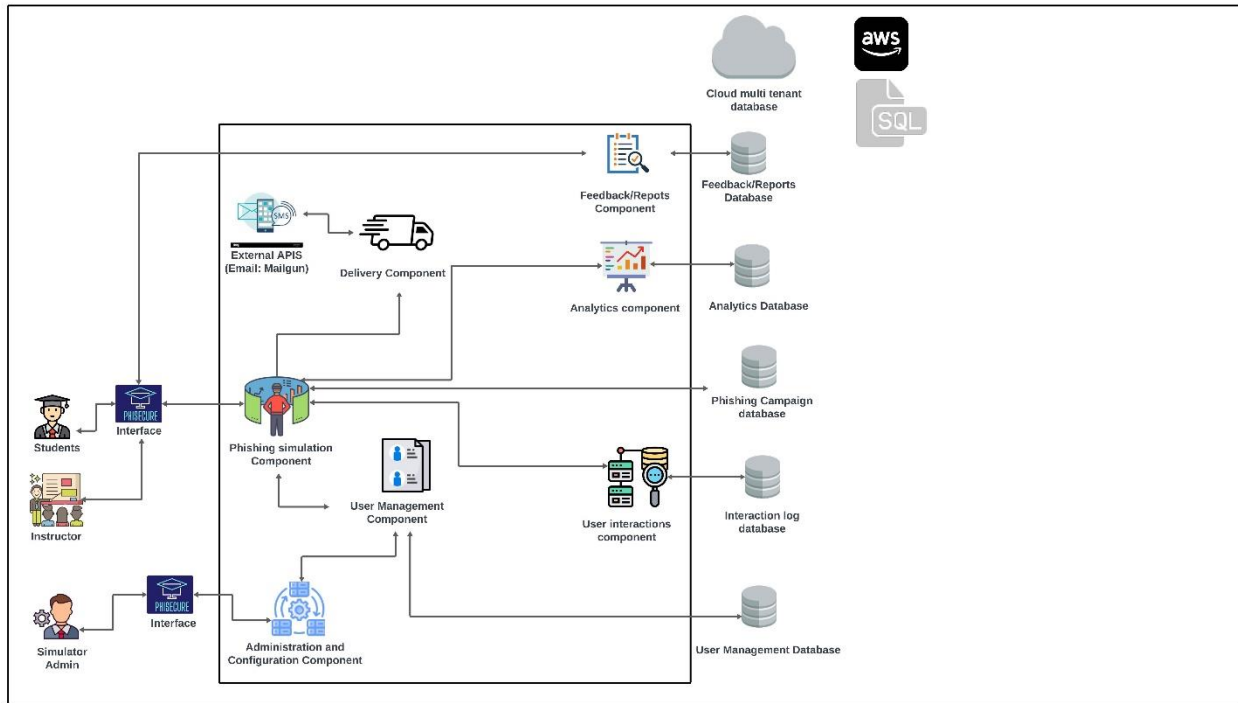 aws
Cloud multi tenant
database
SQL
Feedback/Repots
Component
Feedback/Reports
Database
SMS
External APIS
(Email: Mailgun)
Delivery Component
Analytics component
Analytics Database
Phishing Campaign
database
PHISECURE
Interface
Students
Phishing simulation
Component
User Management
Component
User interactions
component
Interaction log
database
Instructor
PHISECURE
Interface
Simulator
Admin
Administration and
Configuration Component
User Management Database